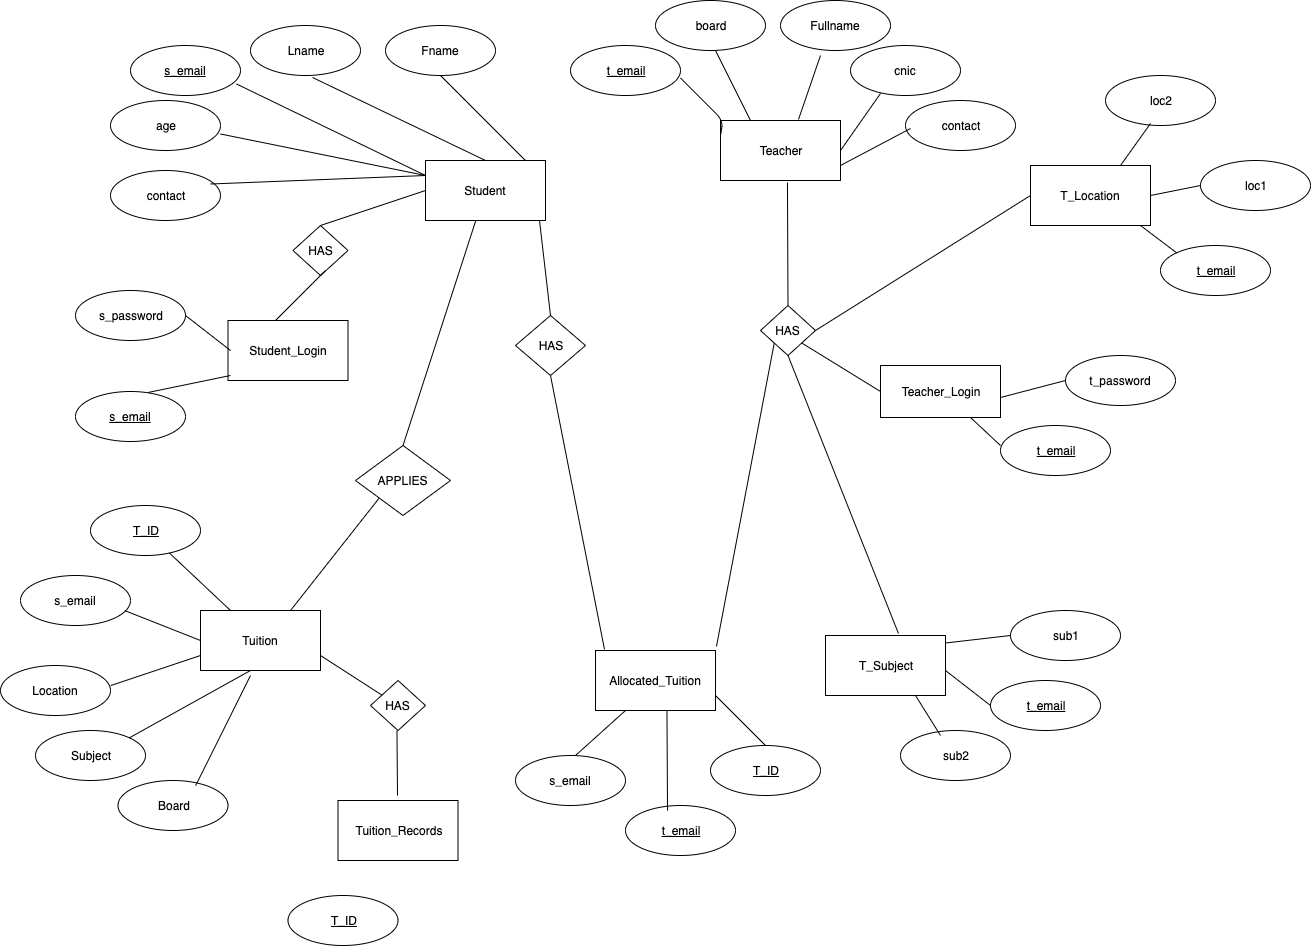 board
Fullname
Lname
Fname
s_email
t_email
cnic
loc2
age
contact
Teacher
contact
Student
T_Location
loc1
HAS
t_email
s_password
HAS
HAS
Student_Login
Teacher_Login
t_password
s_email
t_email
APPLIES
T_ID
s_email
Tuition
sub1
T_Subject
Allocated_Tuition
Location
HAS
t_email
Subject
sub2
s_email
T_ID
Board
Tuition_Records
t_email
T_ID